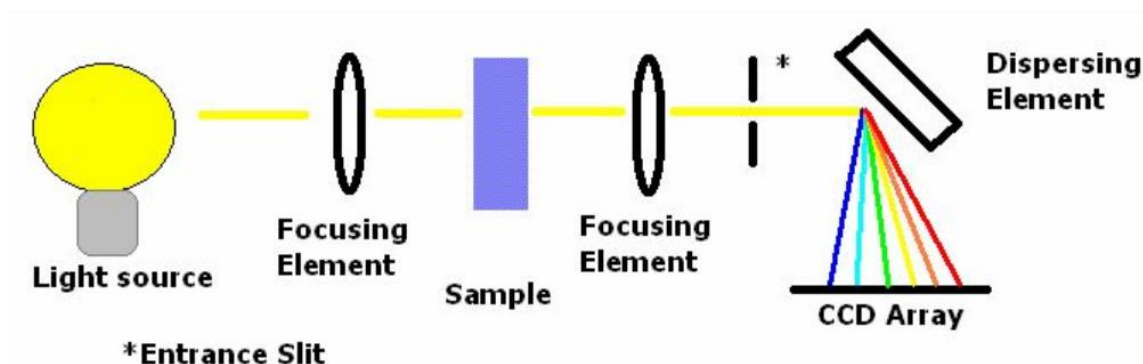 Light source
Focusing
Element
Sample
Focusing
Element
*
Dispersing
Element
CCD Array
*Entrance Slit